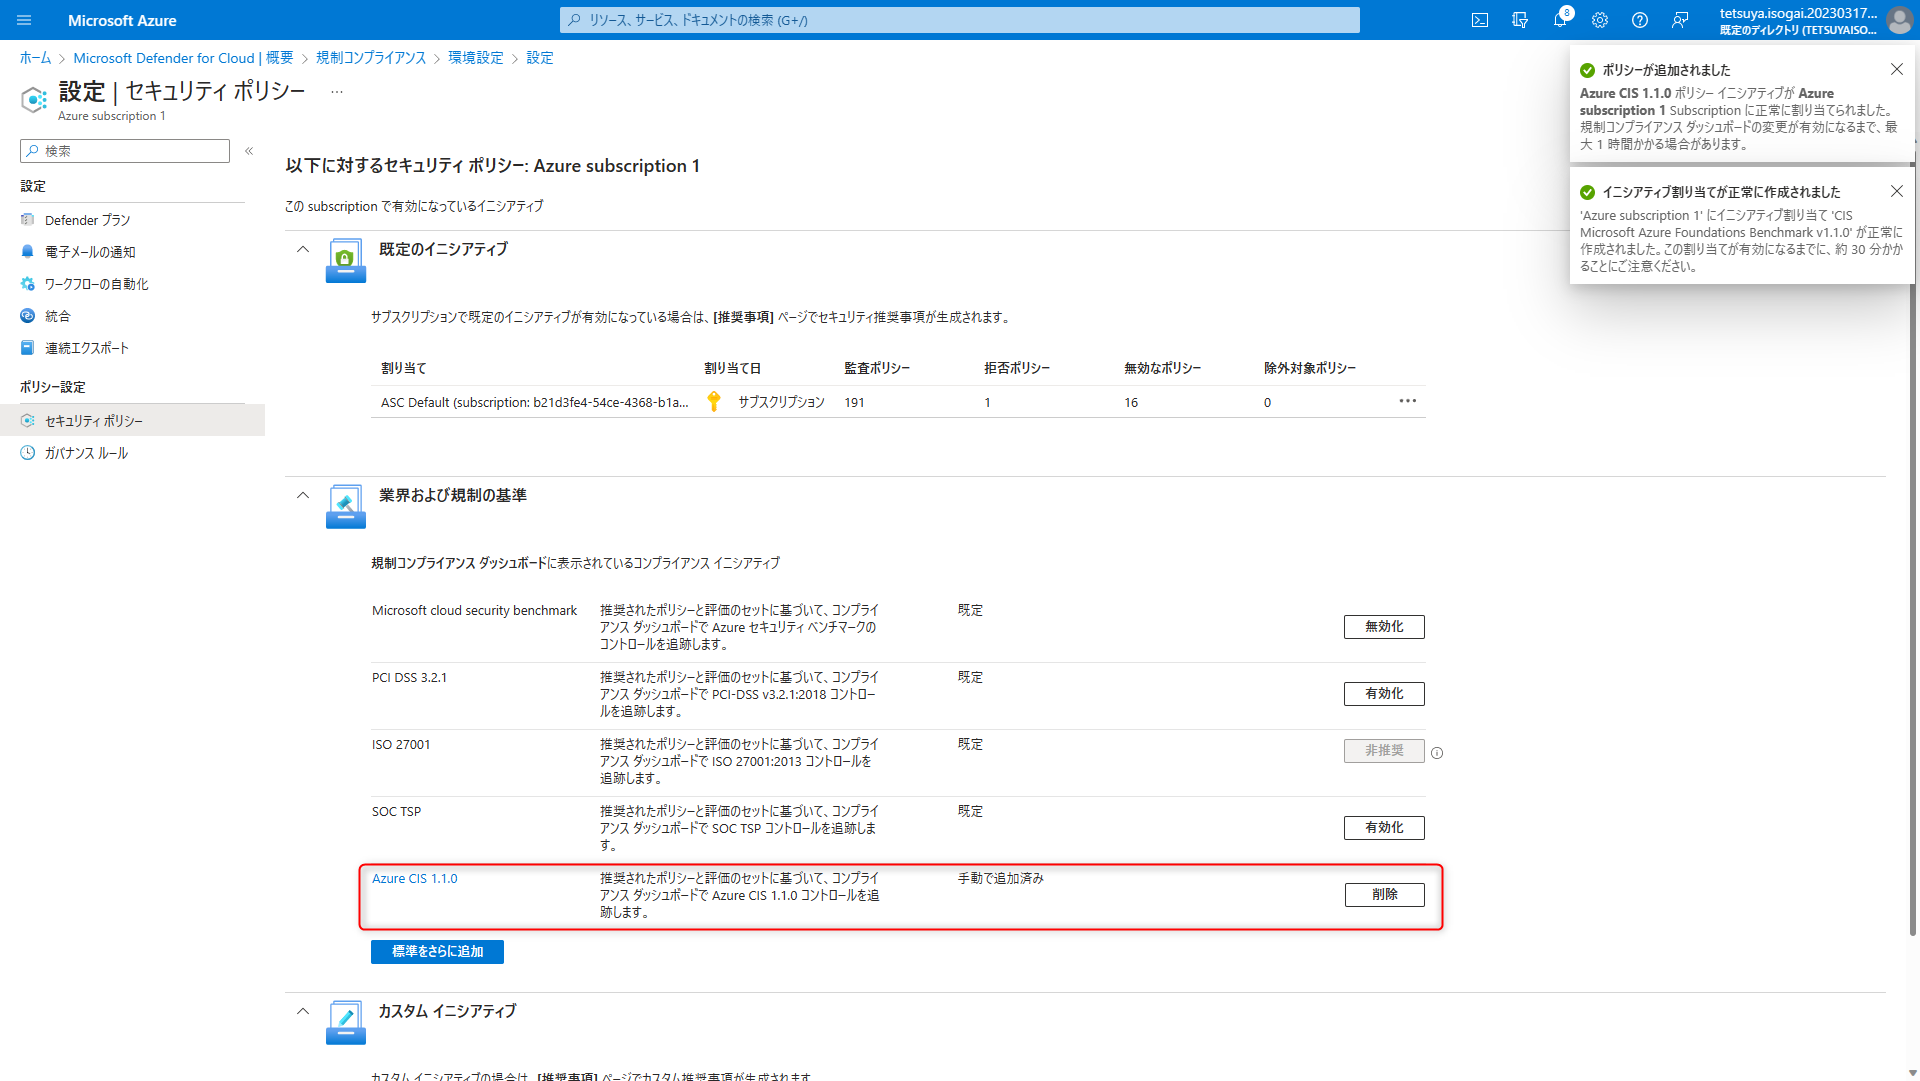 Microsoft Azure
リソース、サービス、ドキュメントの検索 (G+/)
8
tetsuya.isogai.20230317...
既定のディレクトリ (TETSUYAISO...
ホーム > Microsoft Defender for Cloud | 概要 > 規制コンプライアンス > 環境設定 > 設定
設定 | セキュリティ ポリシー ...
Azure subscription 1
検索
«
設定
Defender プラン
電子メールの通知
ワークフローの自動化
統合
連続エクスポート
ポリシー設定
セキュリティ ポリシー
ガバナンス ルール
以下に対するセキュリティ ポリシー: Azure subscription 1
この subscription で有効になっているイニシアティブ
既定のイニシアティブ
サブスクリプションで既定のイニシアティブが有効になっている場合は、[推奨事項] ページでセキュリティ推奨事項が生成されます。
割り当て 割り当て日 監査ポリシー 拒否ポリシー 無効なポリシー 除外対象ポリシー
ASC Default (subscription: b21d3fe4-54ce-4368-b1a... サブスクリプション 191 1 16 0 ...
業界および規制の基準
規制コンプライアンス ダッシュボードに表示されているコンプライアンス イニシアティブ
Microsoft cloud security benchmark
推奨されたポリシーと評価のセットに基づいて、コンプライ
アンス ダッシュボードで Azure セキュリティ ベンチマークの
コントロールを追跡します。
既定
無効化
PCI DSS 3.2.1
推奨されたポリシーと評価のセットに基づいて、コンプライ
アンス ダッシュボードで PCI-DSS v3.2.1:2018 コントロー
ルを追跡します。
既定
有効化
ISO 27001
推奨されたポリシーと評価のセットに基づいて、コンプライ
アンス ダッシュボードで ISO 27001:2013 コントロールを
追跡します。
既定
非推奨
SOC TSP
推奨されたポリシーと評価のセットに基づいて、コンプライ
アンス ダッシュボードで SOC TSP コントロールを追跡しま
す。
既定
有効化
Azure CIS 1.1.0
推奨されたポリシーと評価のセットに基づいて、コンプライ
アンス ダッシュボードで Azure CIS 1.1.0 コントロールを追
跡します。
手動で追加済み
削除
標準をさらに追加
カスタム イニシアティブ
カスタム イニシアティブの場合は、[推奨事項] ページでカスタム推奨事項が生成されます
ポリシーが追加されました
Azure CIS 1.1.0 ポリシー イニシアティブが Azure
subscription 1 Subscription に正常に割り当てられました。
規制コンプライアンス ダッシュボードの変更が有効になるまで、最
大 1 時間かかる場合があります。
イニシアティブ割り当てが正常に作成されました
'Azure subscription 1' にイニシアティブ割り当て 'CIS
Microsoft Azure Foundations Benchmark v1.1.0' が正常に
作成されました。この割り当てが有効になるまでに、約 30 分かか
ることにご注意ください。